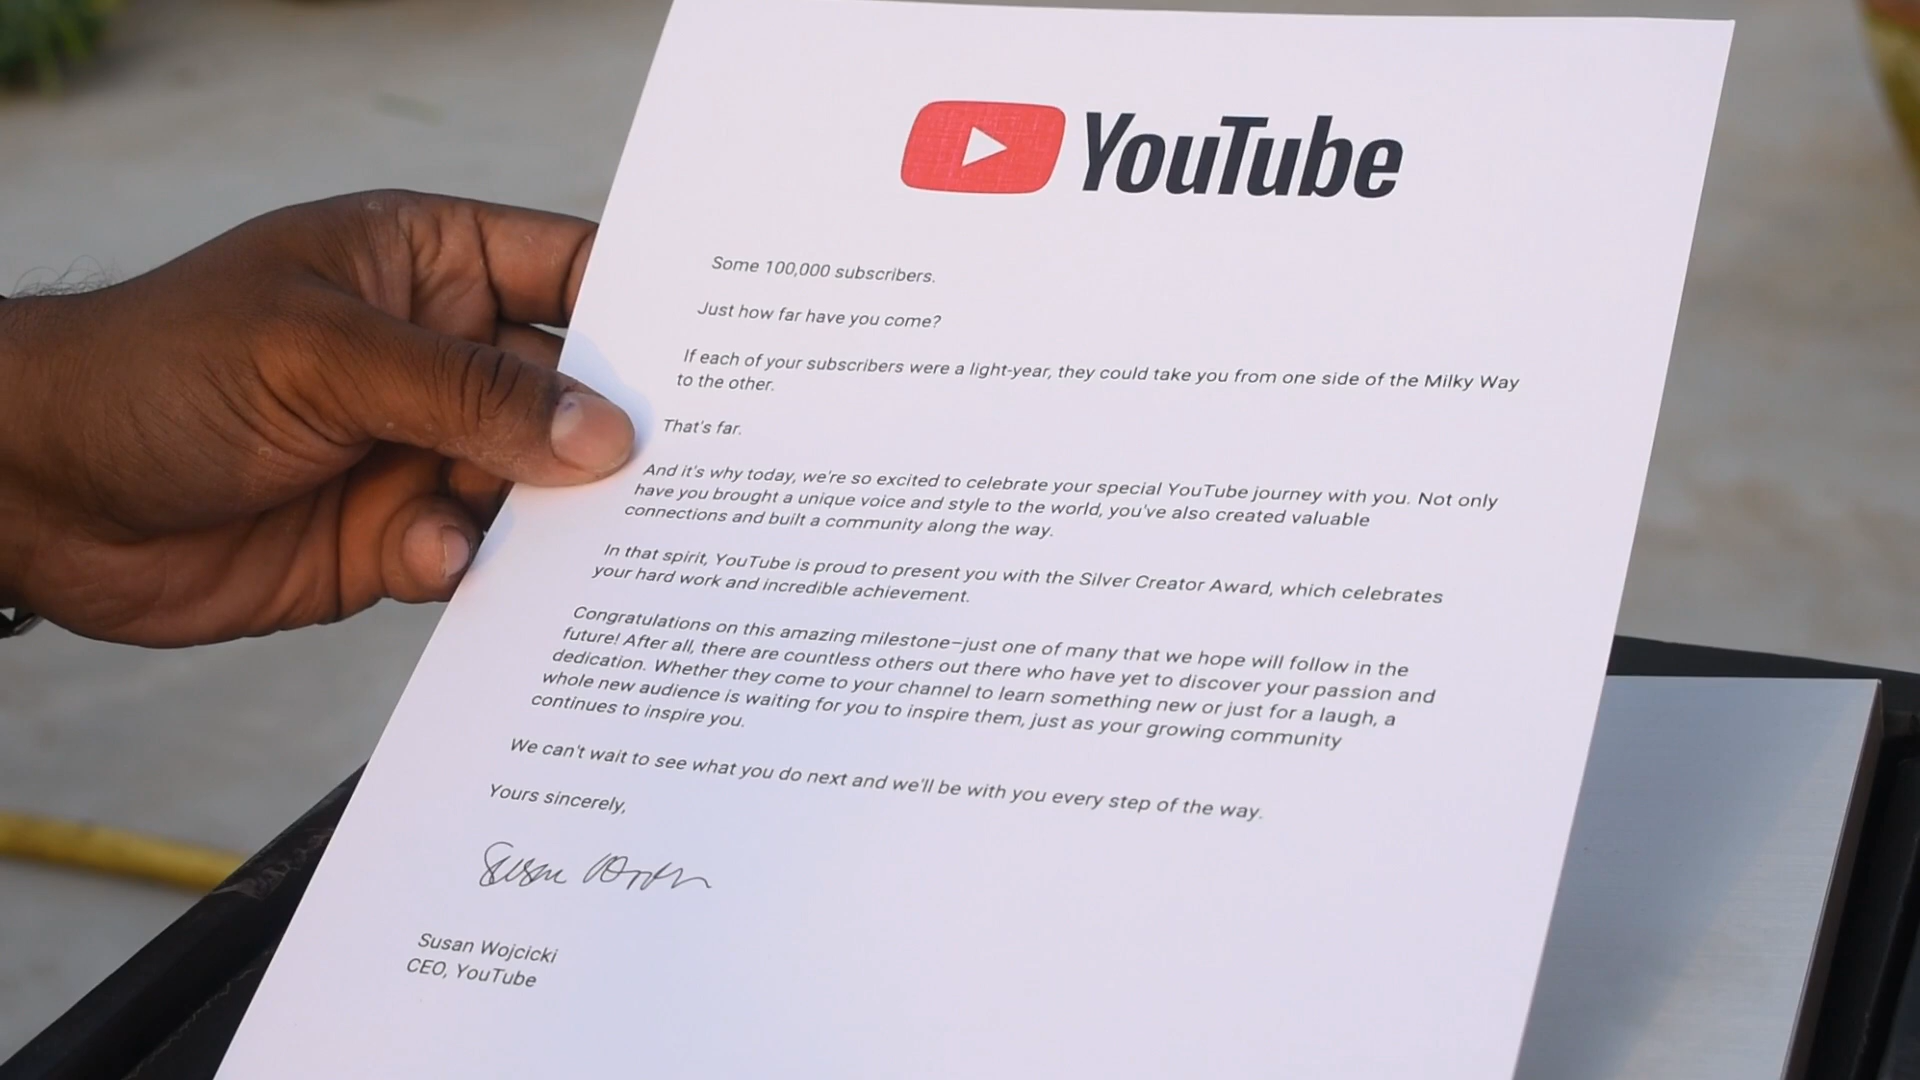 YouTube
Some 100,000 subscribers.
Just how far have you come?
If each of your subscribers were a light-year, they could take you from one side of the Milky Way
to the other.
That's far.
And it's why today, we're so excited to celebrate your special YouTube journey with you. Not only
have you brought a unique voice and style to the world, you've also created valuable
connections and built a community along the way.
In that spirit, YouTube is proud to present you with the Silver Creator Award, which celebrates
your hard work and incredible achievement.
Congratulations on this amazing milestone—just one of many that we hope will follow in the
future! After all, there are countless others out there who have yet to discover your passion and
dedication. Whether they come to your channel to learn something new or just for a laugh, a
whole new audience is waiting for you to inspire them, just as your growing community
continues to inspire you.
We can't wait to see what you do next and we'll be with you every step of the way.
Yours sincerely,
Susan Wojcicki
CEO, YouTube